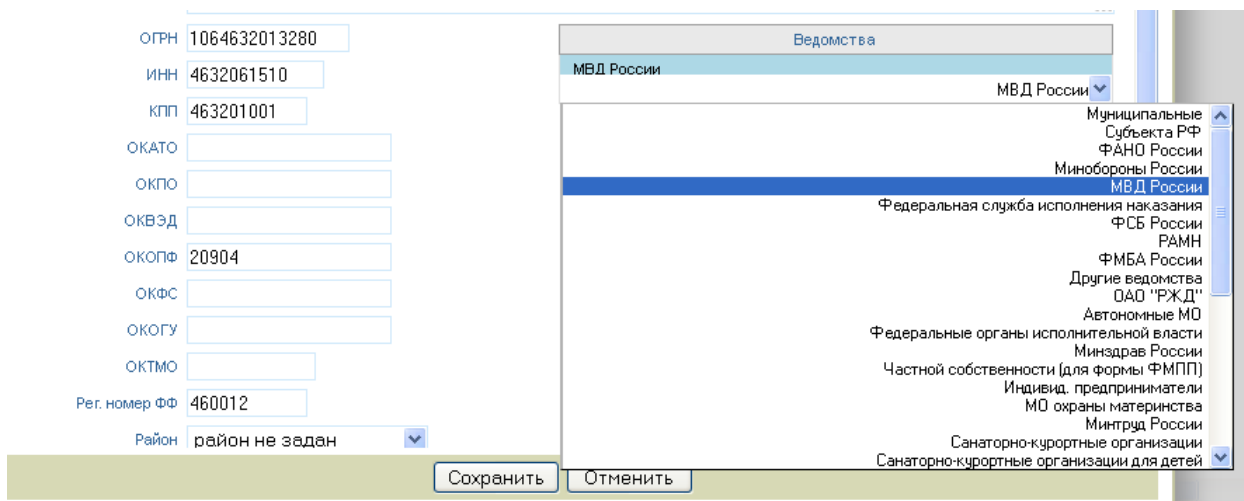 ОГРН 1064632013280
ИНН 4632061510
КПП 463201001
ОКАТО
ОКПО
ОКВЭД
ОКОПФ 20904
ОКФС
ОКОГУ
ОКТМО
Рег. номер ФФ 460012
Район район не задан
Ведомства
МВД России
МВД России
Муниципальные
Субъекта РФ
ФАНО России
Минобороны России
МВД России
Федеральная служба исполнения наказания
ФСБ России
РАМН
ФМБА России
Другие ведомства
ОАО "РЖД"
Автономные МО
Федеральные органы исполнительной власти
Минздрав России
Частной собственности (для формы ФМПП)
Индивид. предприниматели
МО охраны материнства
Минтруд России
Санаторно-курортные организации
Санаторно-курортные организации для детей
Сохранить Отменить